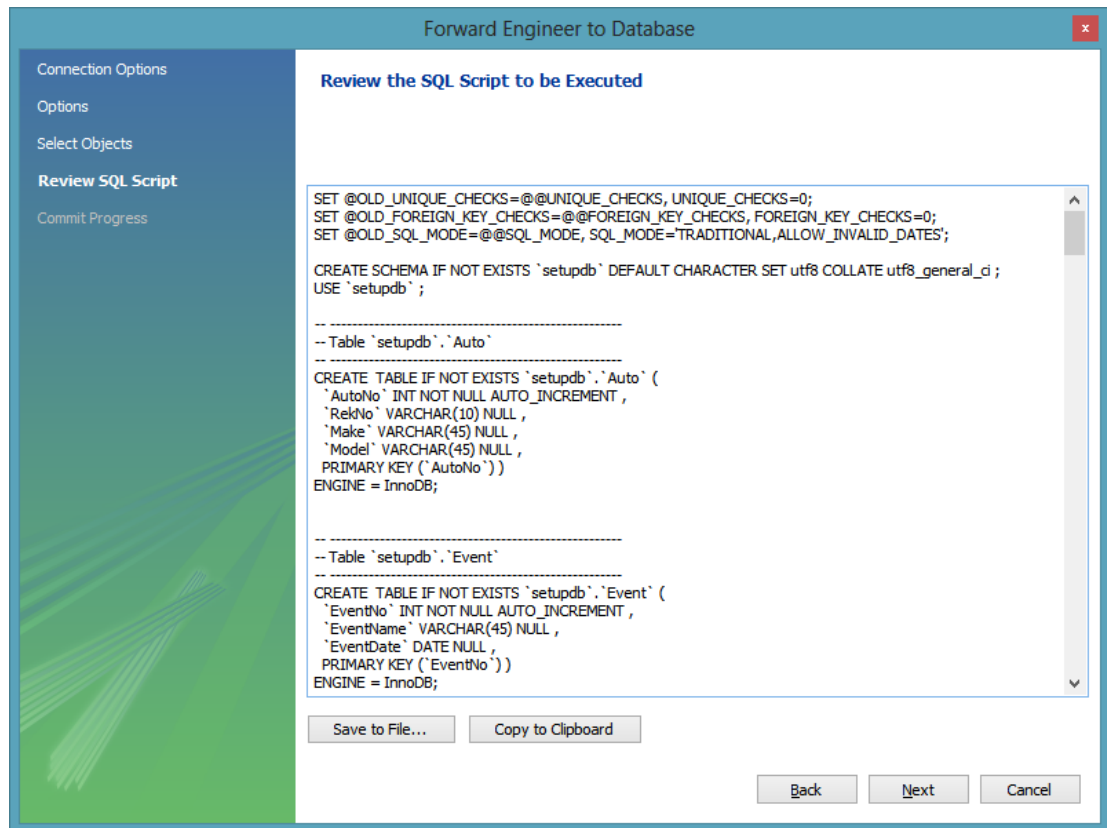 Forward Engineer to Database
x
Connection Options
Options
Select Objects
Review SQL Script
Commit Progress
Review the SQL Script to be Executed
SET @OLD_UNIQUE_CHECKS=@@UNIQUE_CHECKS, UNIQUE_CHECKS=0;
SET @OLD_FOREIGN_KEY_CHECKS=@@FOREIGN_KEY_CHECKS, FOREIGN_KEY_CHECKS=0;
SET @OLD_SQL_MODE=@@SQL_MODE, SQL_MODE='TRADITIONAL,ALLOW_INVALID_DATES';
CREATE SCHEMA IF NOT EXISTS `setupdb` DEFAULT CHARACTER SET utf8 COLLATE utf8_general_ci ;
USE `setupdb` ;
-- -----------------------------------------------------
-- Table `setupdb`.`Auto`
-- -----------------------------------------------------
CREATE  TABLE IF NOT EXISTS `setupdb`.`Auto` (
  `AutoNo` INT NOT NULL AUTO_INCREMENT ,
  `RekNo` VARCHAR(10) NULL ,
  `Make` VARCHAR(45) NULL ,
  `Model` VARCHAR(45) NULL ,
  PRIMARY KEY (`AutoNo`) )
ENGINE = InnoDB;
-- -----------------------------------------------------
-- Table `setupdb`.`Event`
-- -----------------------------------------------------
CREATE  TABLE IF NOT EXISTS `setupdb`.`Event` (
  `EventNo` INT NOT NULL AUTO_INCREMENT ,
  `EventName` VARCHAR(45) NULL ,
  `EventDate` DATE NULL ,
  PRIMARY KEY (`EventNo`) )
ENGINE = InnoDB;
Save to File...
Copy to Clipboard
Back
Next
Cancel